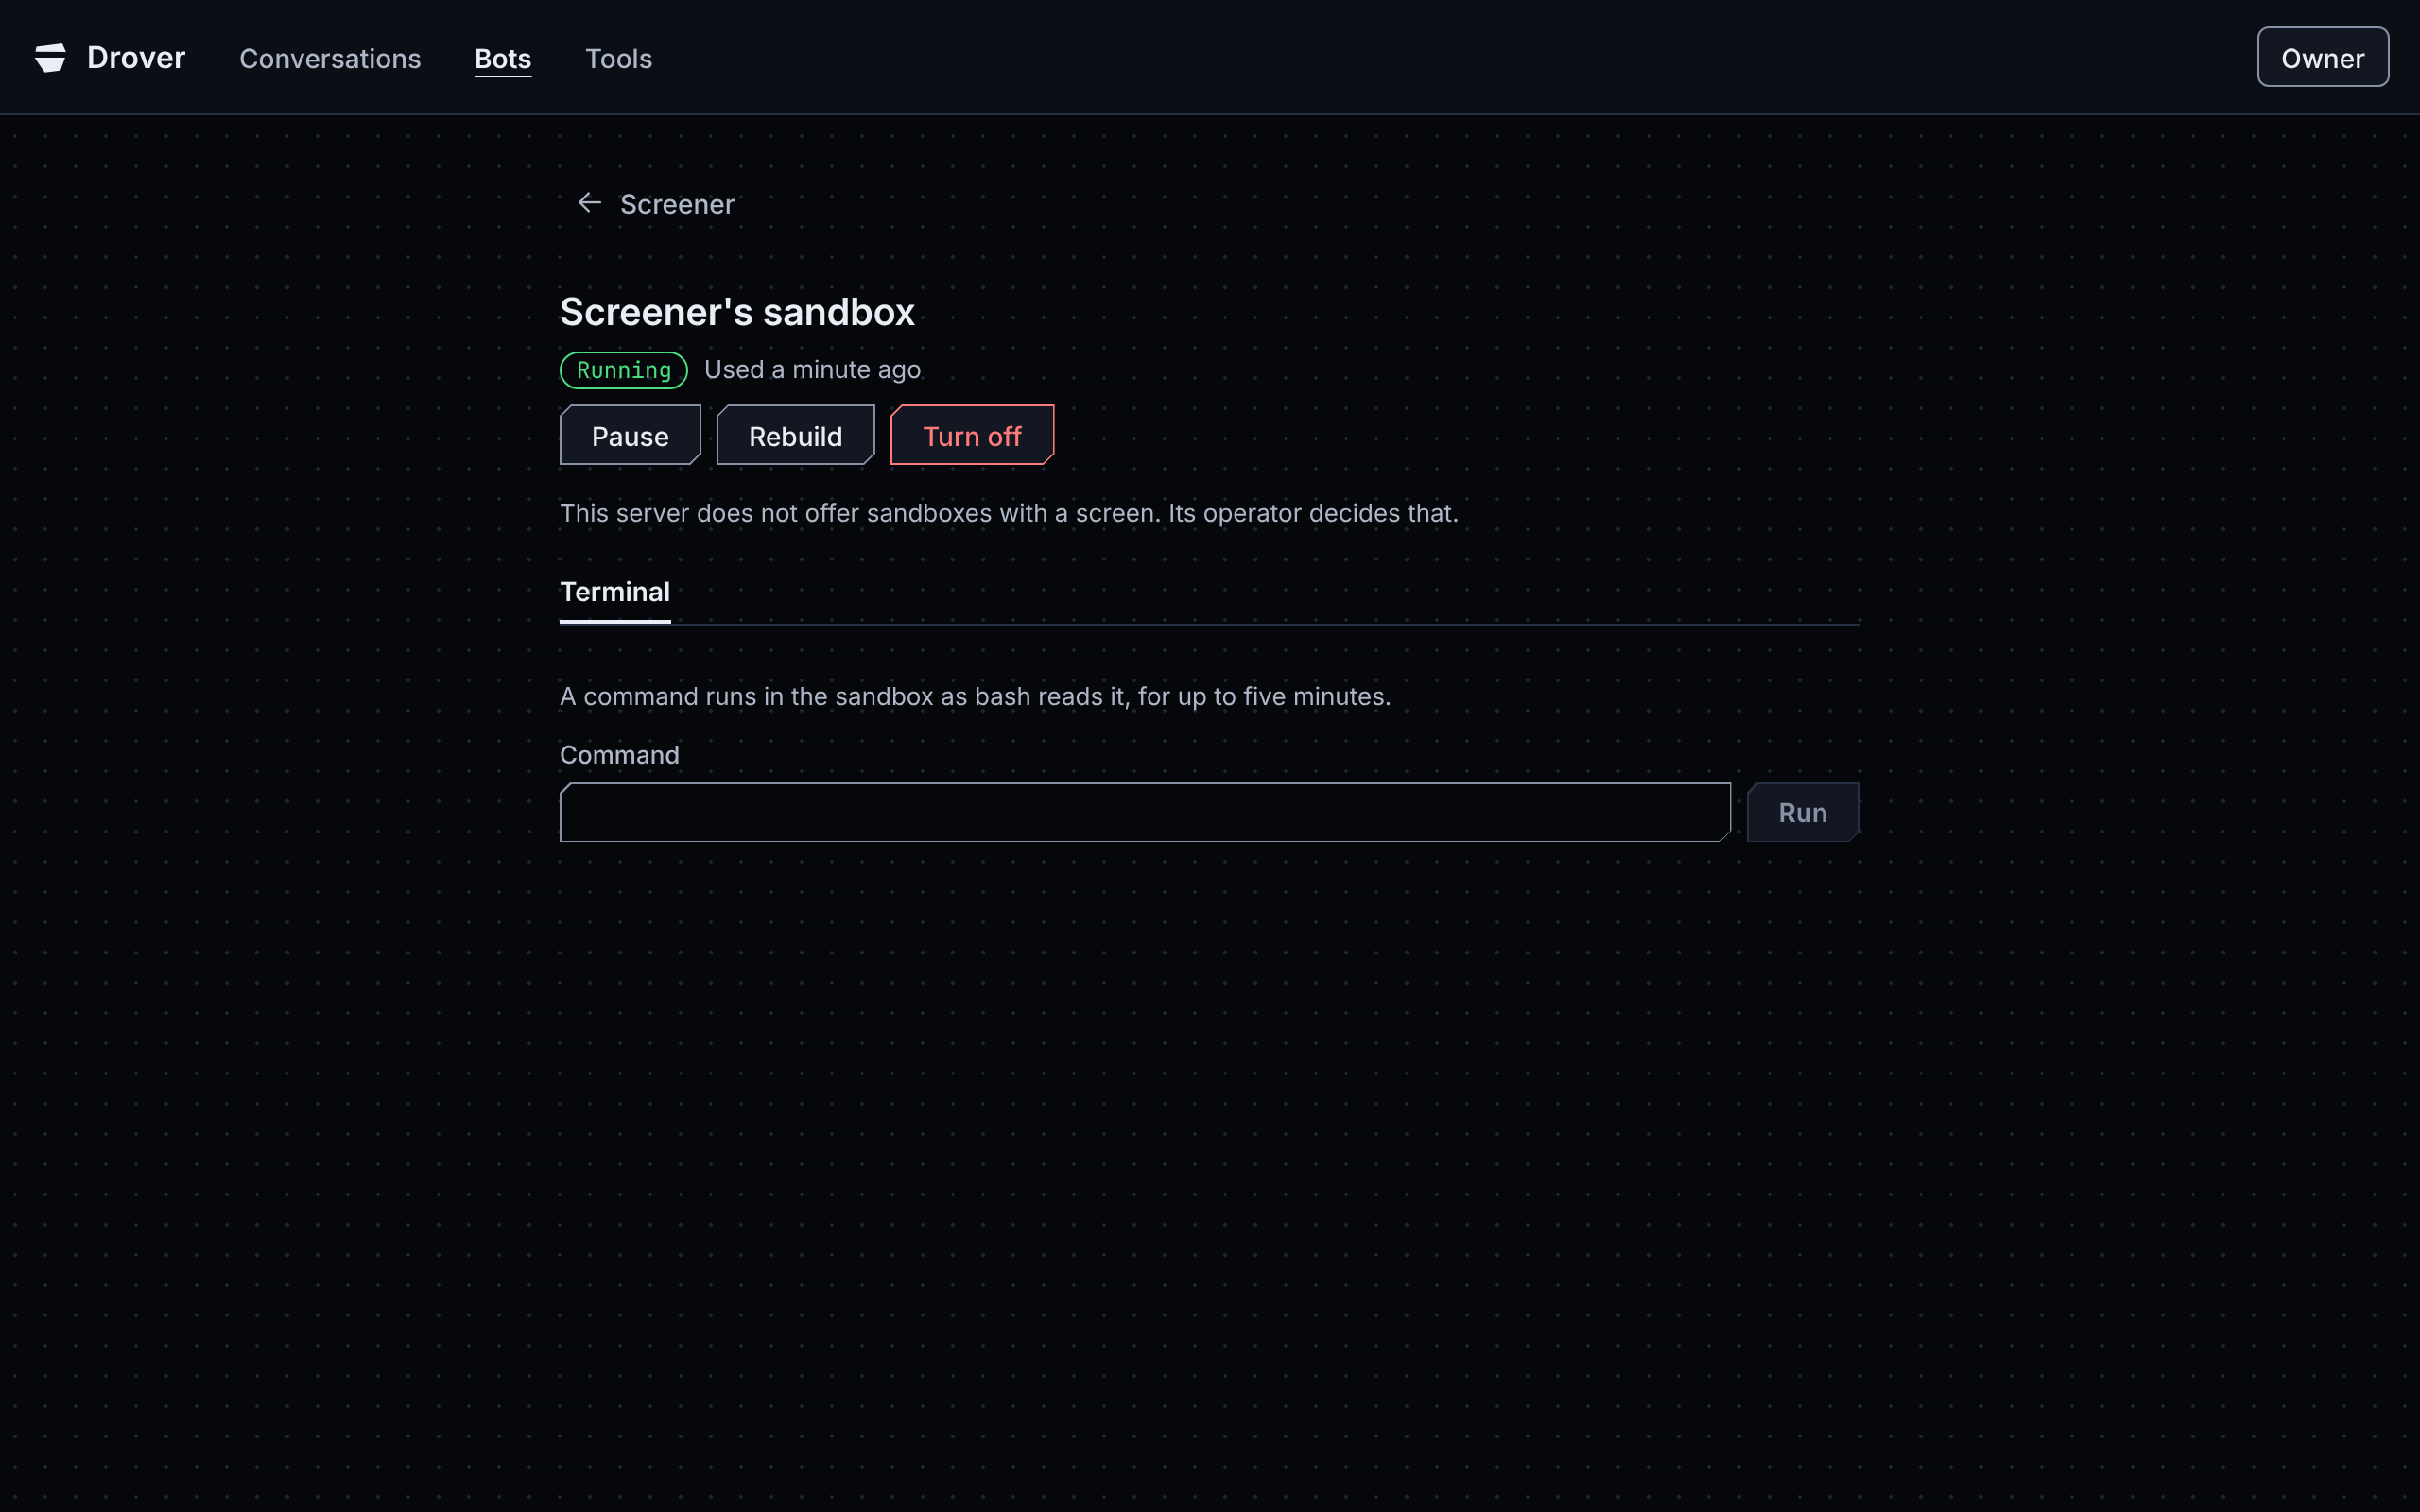 Drover
Conversations
Bots
Tools
Owner
← Screener
Screener's sandbox
Running
Used a minute ago
Pause
Rebuild
Turn off
This server does not offer sandboxes with a screen. Its operator decides that.
Terminal
A command runs in the sandbox as bash reads it, for up to five minutes.
Command
Run